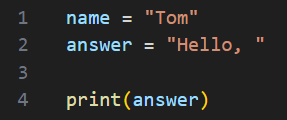 1 name = "Tom"
2 answer = "Hello, "
3
4 print(answer)